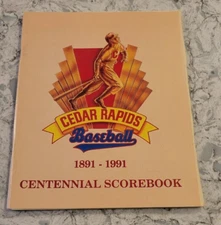 CEDAR RAPIDS
Baseball
1891 - 1991
CENTENNIAL SCOREBOOK